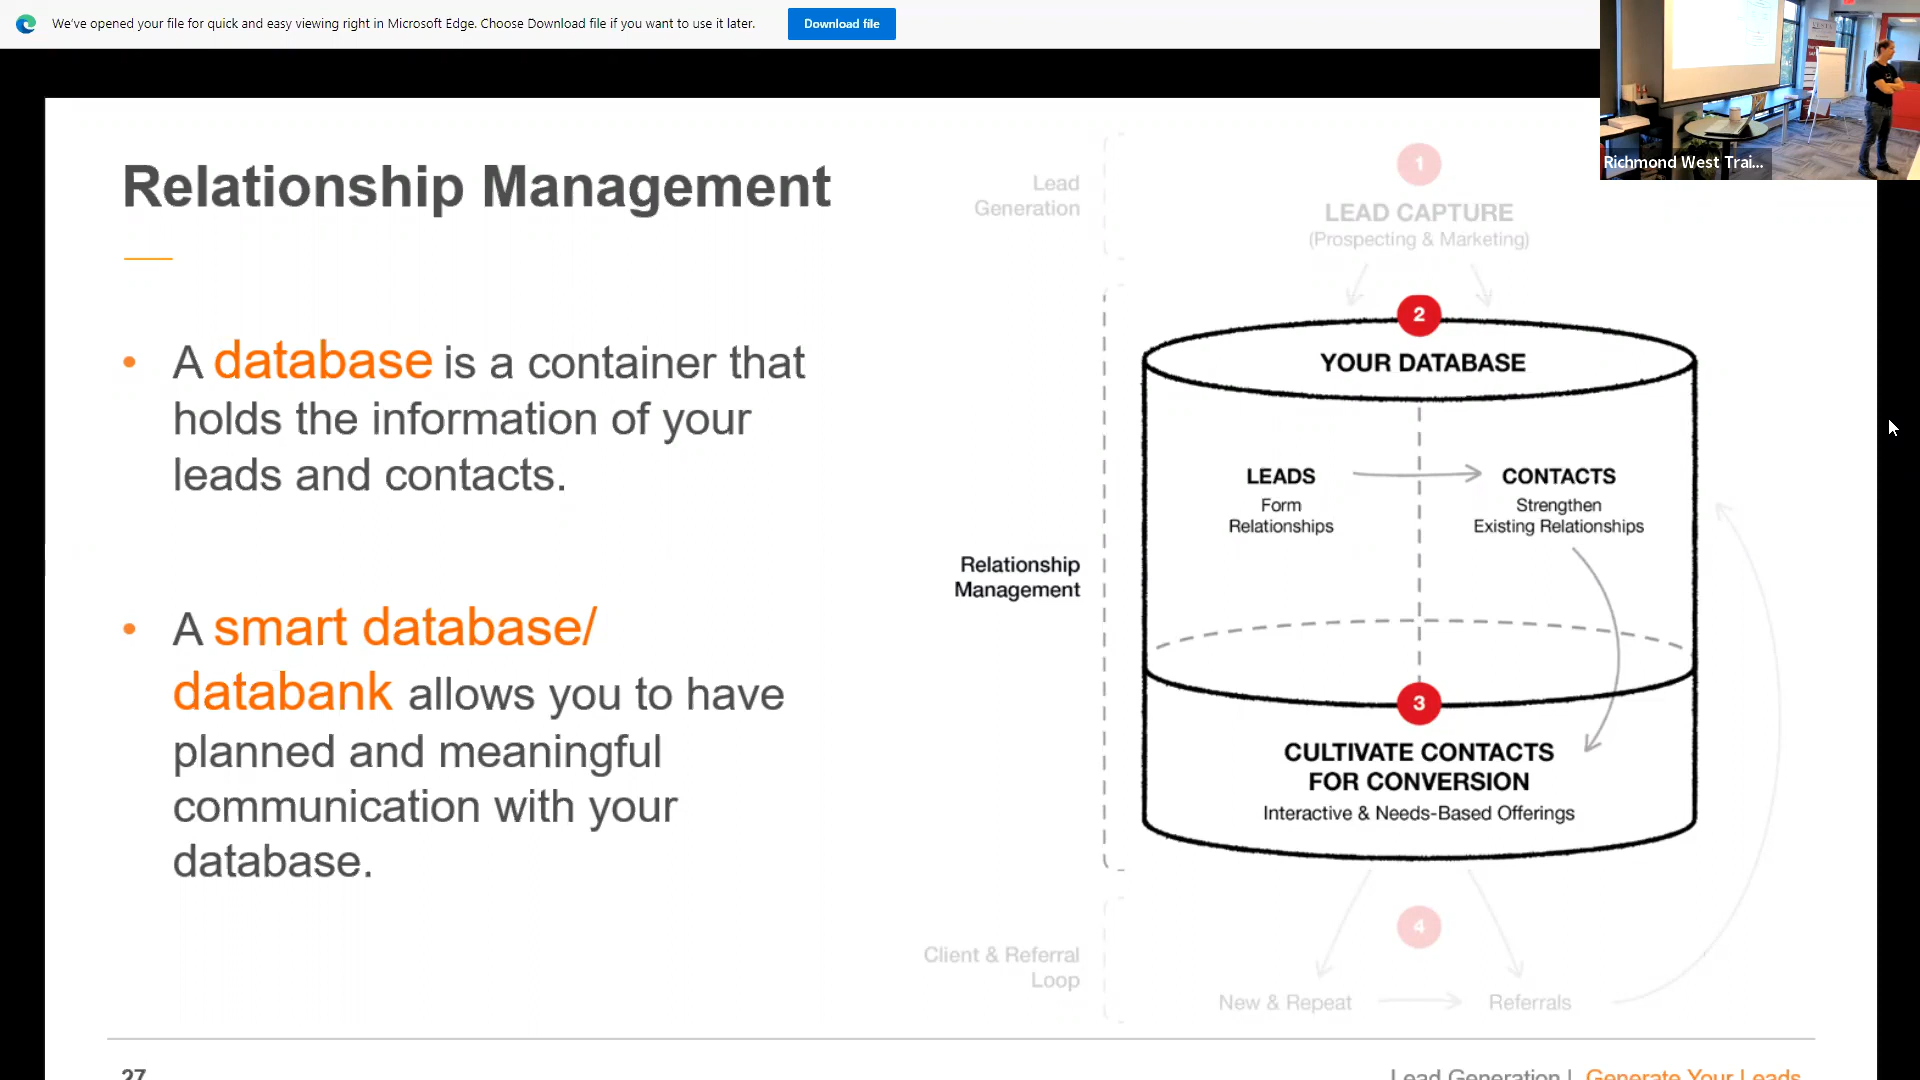 We've opened your file for quick and easy viewing right in Microsoft Edge. Choose Download file if you want to use it later.
Download file
Richmond West Trai...
Relationship Management
• A database is a container that
holds the information of your
leads and contacts.
• A smart database/
databank allows you to have
planned and meaningful
communication with your
database.
Lead
Generation
1
LEAD CAPTURE
(Prospecting & Marketing)
2
YOUR DATABASE
LEADS
Form
Relationships
CONTACTS
Strengthen
Existing Relationships
Relationship
Management
3
CULTIVATE CONTACTS
FOR CONVERSION
Interactive & Needs-Based Offerings
4
Client & Referral
Loop
New & Repeat
Referrals
27
Lead Generation | Generate Your Leads